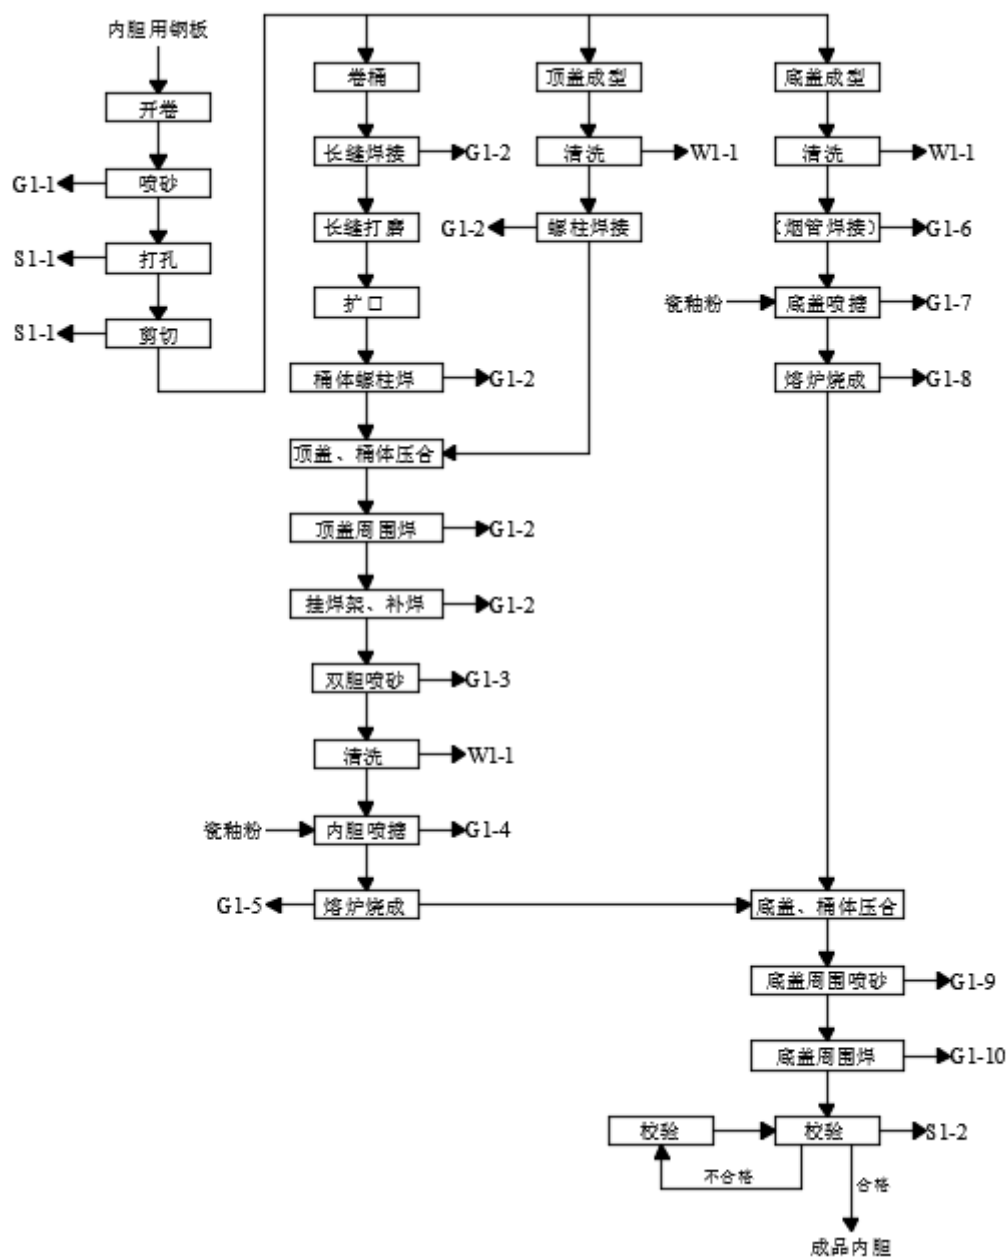 内胆用钢板
开卷
G1-1
喷砂
S1-1
打孔
S1-1
剪切
卷桶
长缝焊接
G1-2
长缝打磨
扩口
桶体螺柱焊
G1-2
顶盖成型
清洗
W1-1
G1-2
螺柱焊接
底盖成型
清洗
W1-1
(烟管焊接)
G1-6
瓷釉粉
底盖喷搪
G1-7
熔炉烧成
G1-8
顶盖、桶体压合
顶盖周围焊
G1-2
挂焊架、补焊
G1-2
双胆喷砂
G1-3
清洗
W1-1
瓷釉粉
内胆喷搪
G1-4
G1-5
熔炉烧成
底盖、桶体压合
底盖周围喷砂
G1-9
底盖周围焊
G1-10
校验
校验
S1-2
不合格
合格
成品内胆